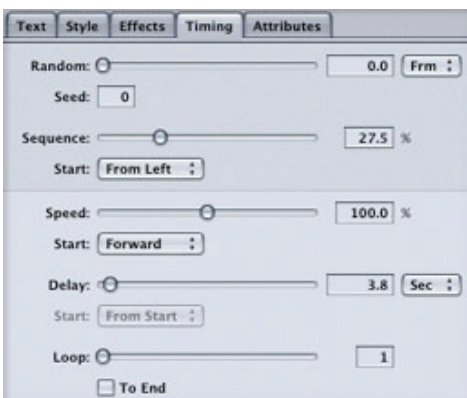 Text Style Effects Timing Attributes
Random: 0.0 Frm
Seed: 0
Sequence: 27.5 %
Start: From Left
Speed: 100.0 %
Start: Forward
Delay: 3.8 Sec
Start: From Start
Loop: 1
To End